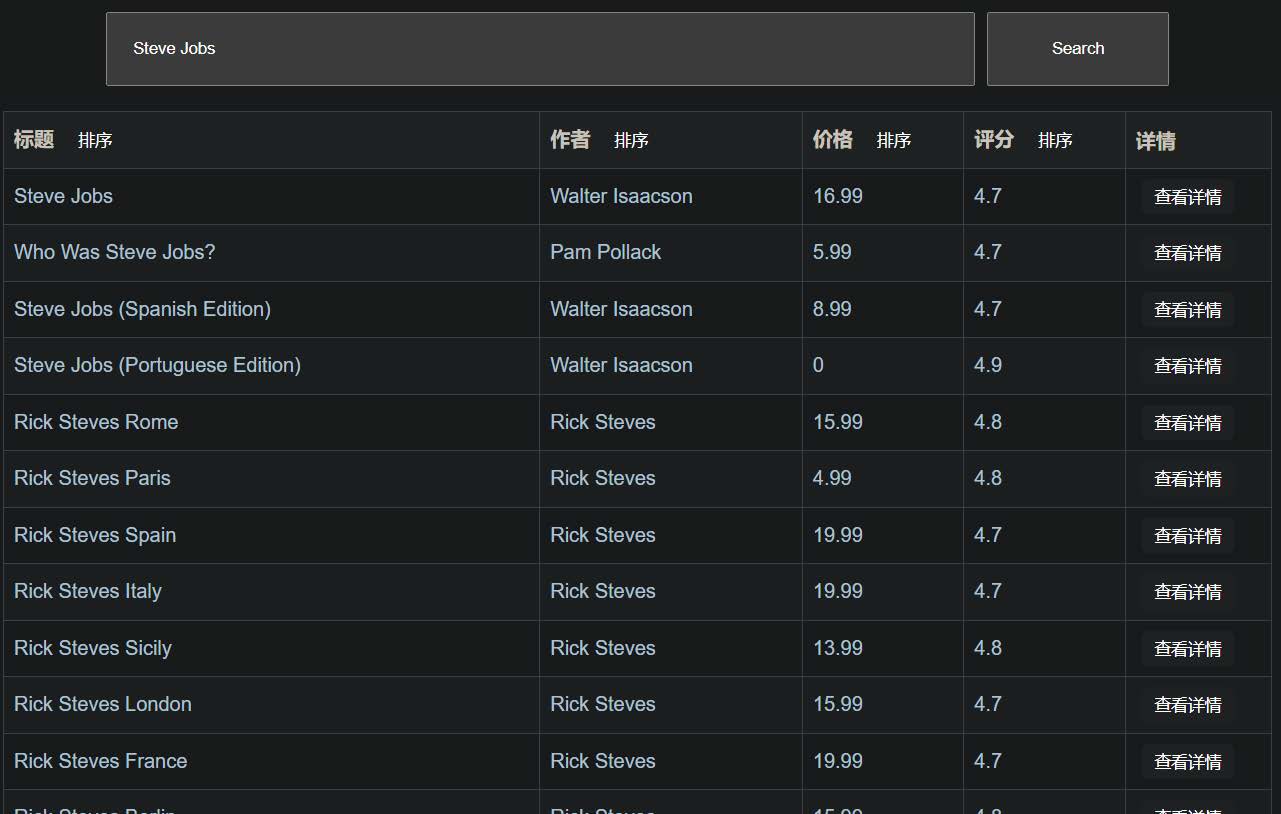 Steve Jobs Search
标题 排序 作者 排序 价格 排序 评分 排序 详情
Steve Jobs Walter Isaacson 16.99 4.7 查看详情
Who Was Steve Jobs? Pam Pollack 5.99 4.7 查看详情
Steve Jobs (Spanish Edition) Walter Isaacson 8.99 4.7 查看详情
Steve Jobs (Portuguese Edition) Walter Isaacson 0 4.9 查看详情
Rick Steves Rome Rick Steves 15.99 4.8 查看详情
Rick Steves Paris Rick Steves 4.99 4.8 查看详情
Rick Steves Spain Rick Steves 19.99 4.7 查看详情
Rick Steves Italy Rick Steves 19.99 4.7 查看详情
Rick Steves Sicily Rick Steves 13.99 4.8 查看详情
Rick Steves London Rick Steves 15.99 4.7 查看详情
Rick Steves France Rick Steves 19.99 4.7 查看详情